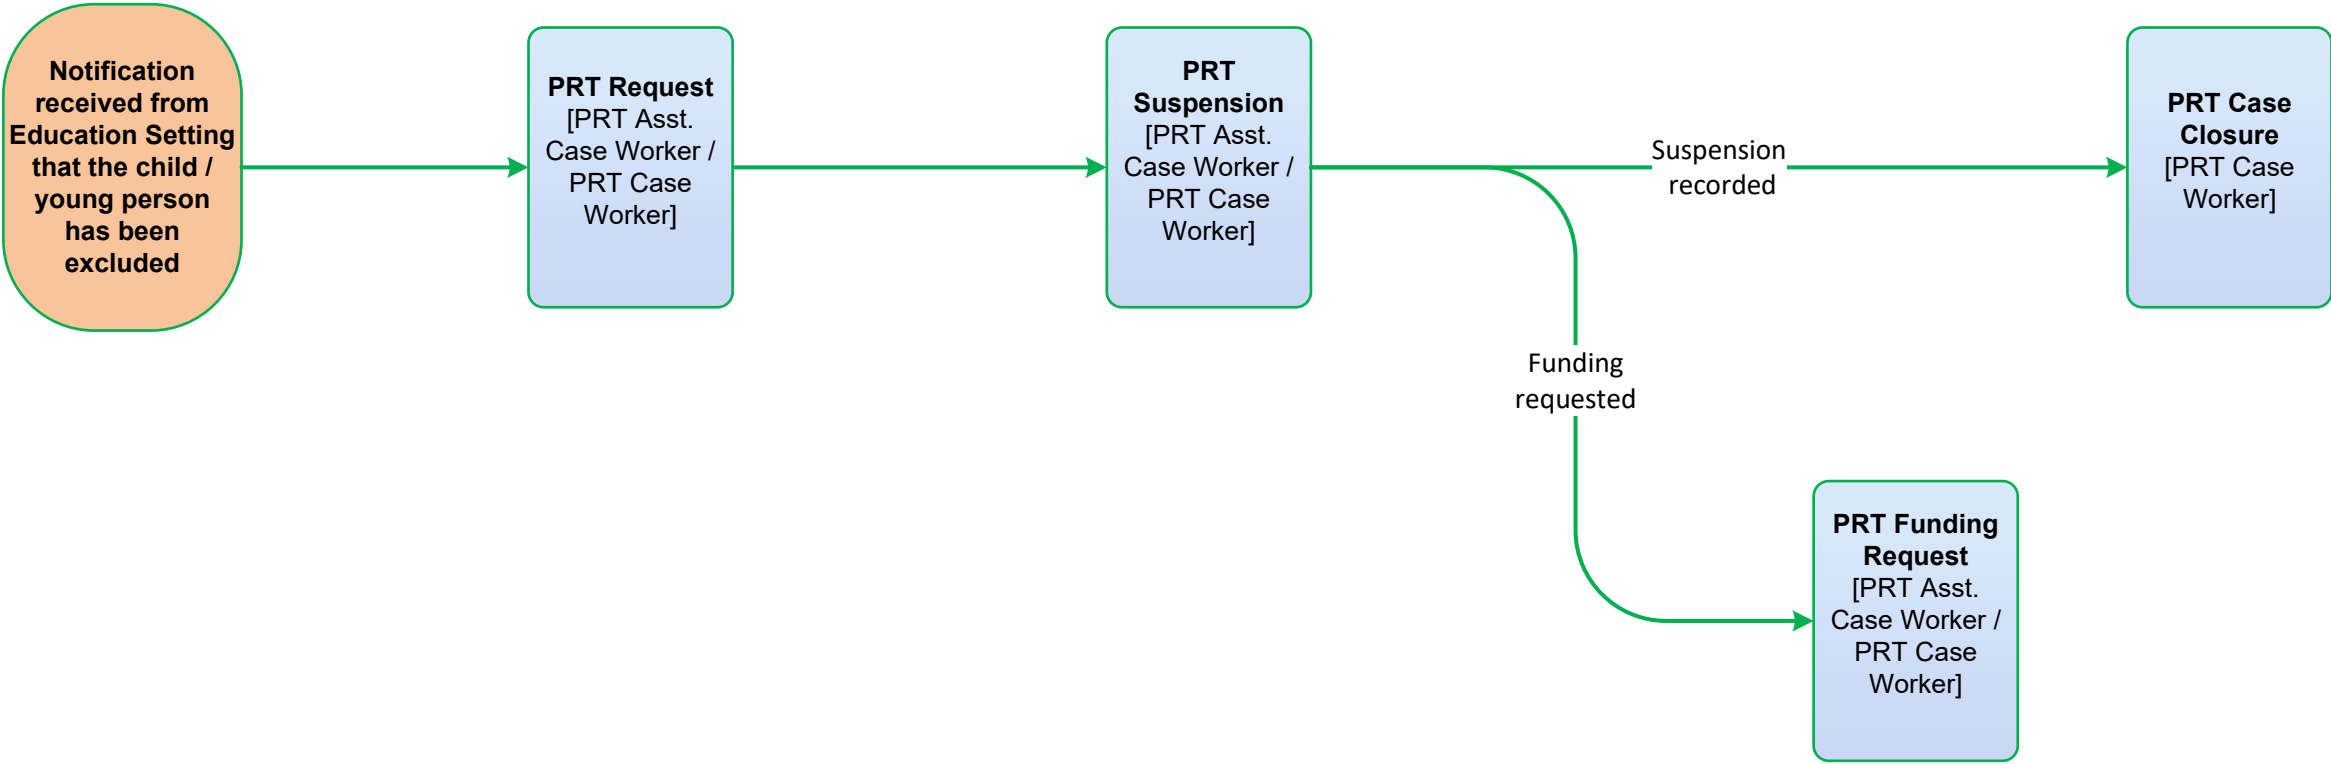 Notification
received from
Education Setting
that the child /
young person
has been
excluded
PRT Request
[PRT Asst.
Case Worker /
PRT Case
Worker]
PRT
Suspension
[PRT Asst.
Case Worker /
PRT Case
Worker]
Suspension
recorded
PRT Case
Closure
[PRT Case
Worker]
Funding
requested
PRT Funding
Request
[PRT Asst.
Case Worker /
PRT Case
Worker]